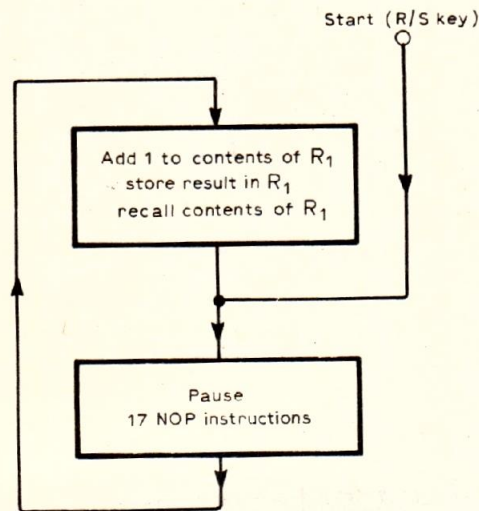 Start (R/S key)
Add 1 to contents of R1
store result in R1
recall contents of R1
Pause
17 NOP instructions